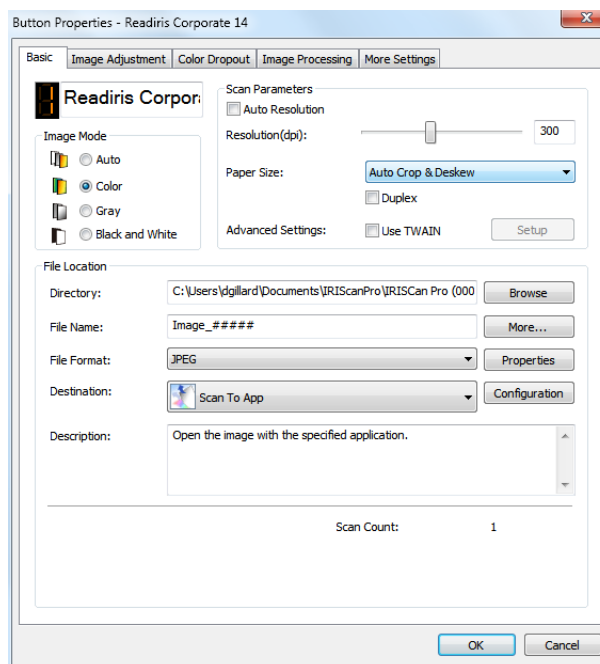 Button Properties - Readiris Corporate 14
X
Basic Image Adjustment Color Dropout Image Processing More Settings
1 Readiris Corpora
Image Mode
Auto
Color
Gray
Black and White
Scan Parameters
Auto Resolution
Resolution(dpi): 300
Paper Size: Auto Crop & Deskew
Duplex
Advanced Settings: Use TWAIN Setup
File Location
Directory: C:\Users\dgillard\Documents\IRIScanPro\IRISCan Pro (000 Browse
File Name: Image_##### More...
File Format: JPEG Properties
Destination: Scan To App Configuration
Description: Open the image with the specified application.
Scan Count: 1
OK Cancel